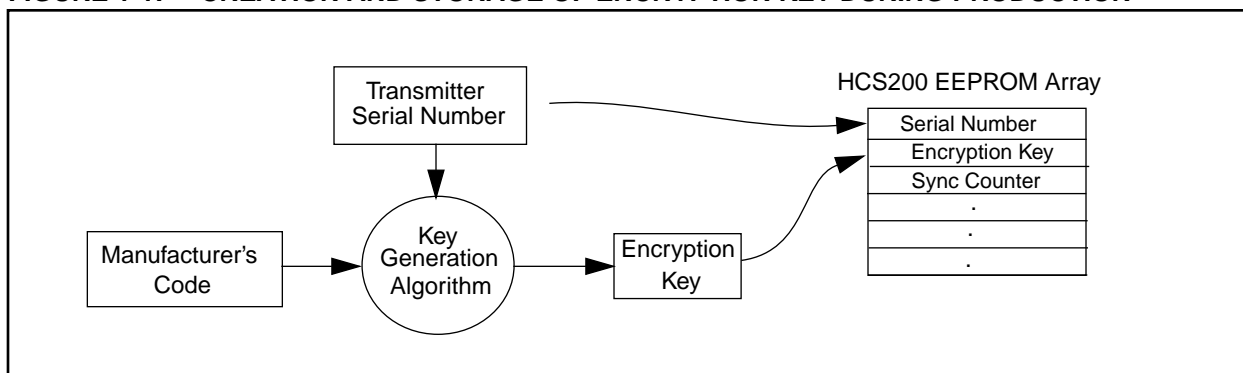 Transmitter
Serial Number
HCS200 EEPROM Array
Serial Number
Encryption Key
Sync Counter
.
.
.
Manufacturer's
Code
Key
Generation
Algorithm
Encryption
Key